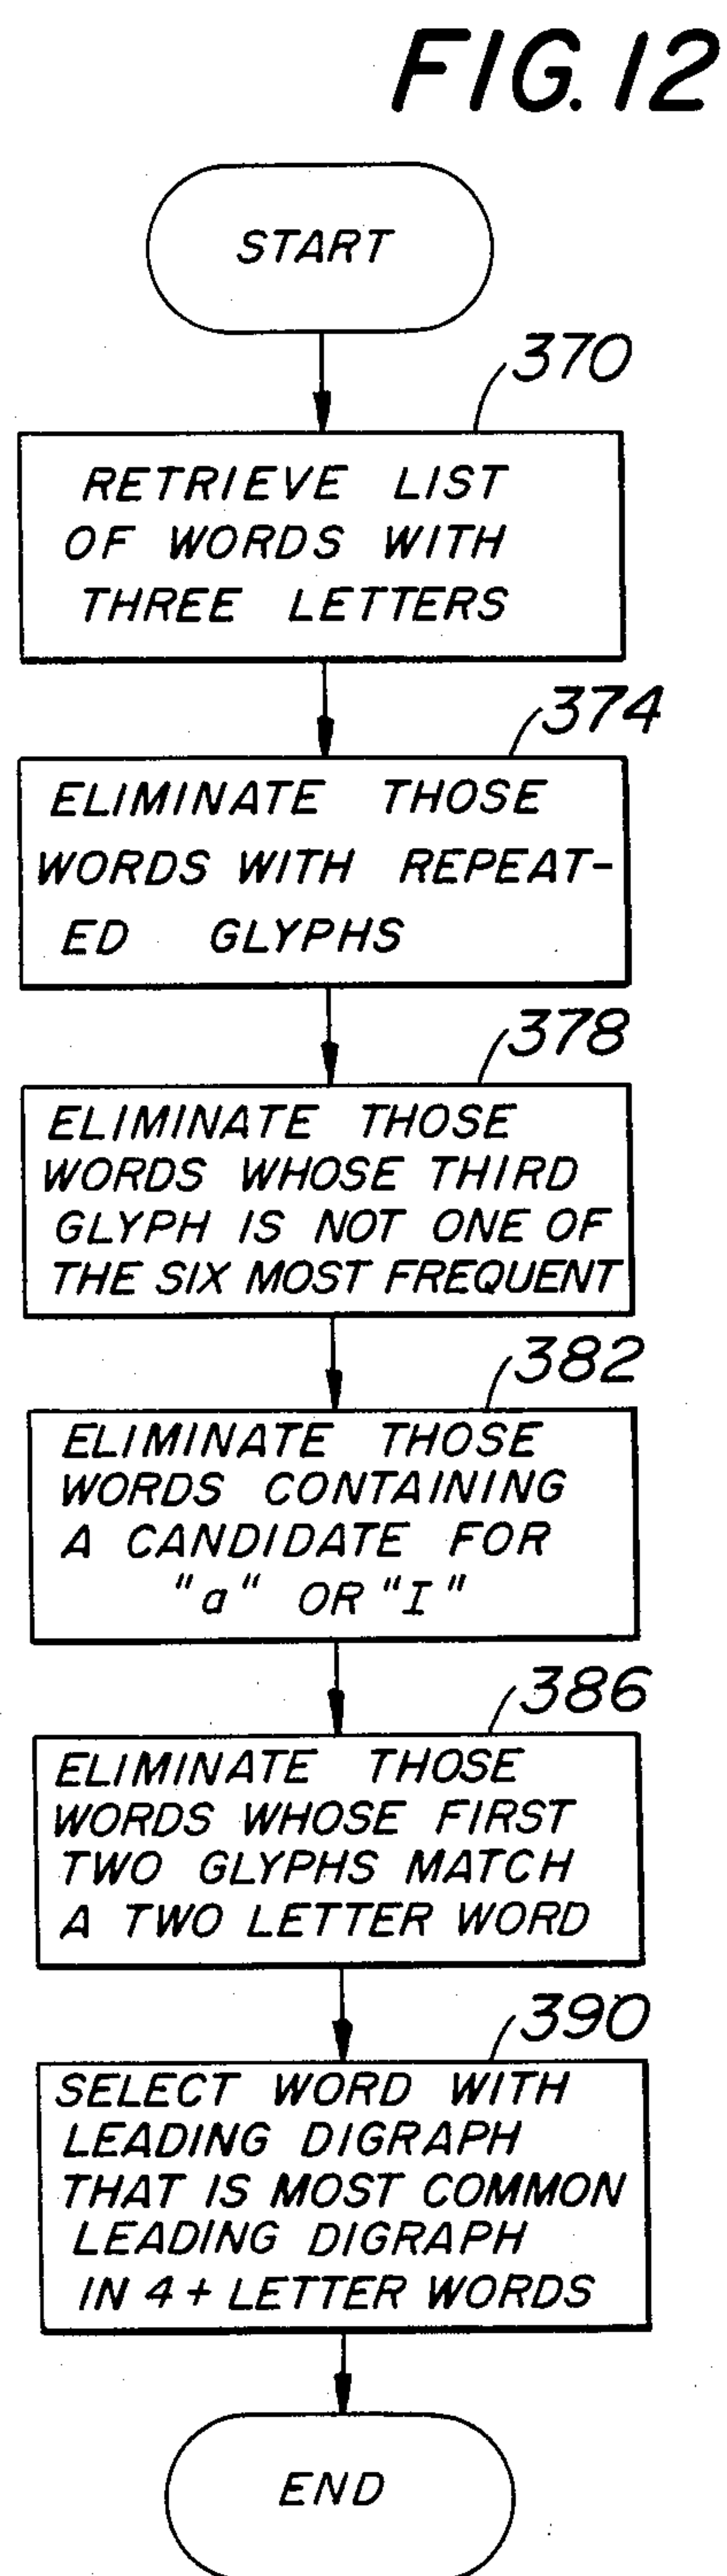 FIG. 12
START
370
RETRIEVE LIST
OF WORDS WITH
THREE LETTERS
374
ELIMINATE THOSE
WORDS WITH REPEAT-
ED GLYPHS
378
ELIMINATE THOSE
WORDS WHOSE THIRD
GLYPH IS NOT ONE OF
THE SIX MOST FREQUENT
382
ELIMINATE THOSE
WORDS CONTAINING
A CANDIDATE FOR
"a" OR "I"
386
ELIMINATE THOSE
WORDS WHOSE FIRST
TWO GLYPHS MATCH
A TWO LETTER WORD
390
SELECT WORD WITH
LEADING DIGRAPH
THAT IS MOST COMMON
LEADING DIGRAPH
IN 4+ LETTER WORDS
END